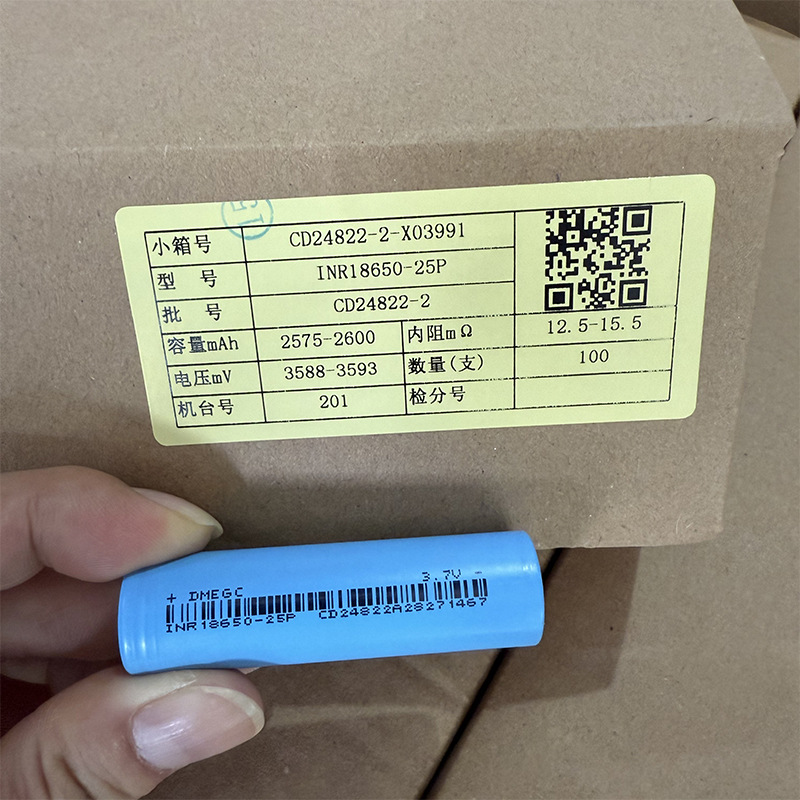 小箱号 CD24822-2-X03991
型 号 INR18650-25P
批 号 CD24822-2
容量mAh 2575-2600 内阻mΩ 12.5-15.5
电压mV 3588-3593 数量(支) 100
机台号 201 检分号
+ DMEGC 3.7V -
INR18650-25P CD24822A28271467